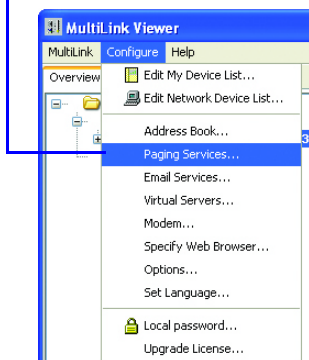 MultiLink Viewer
MultiLink Configure Help
Overview
Edit My Device List...
Edit Network Device List...
Address Book...
Paging Services...
Email Services...
Virtual Servers...
Modem...
Specify Web Browser...
Options...
Set Language...
Local password...
Upgrade License...